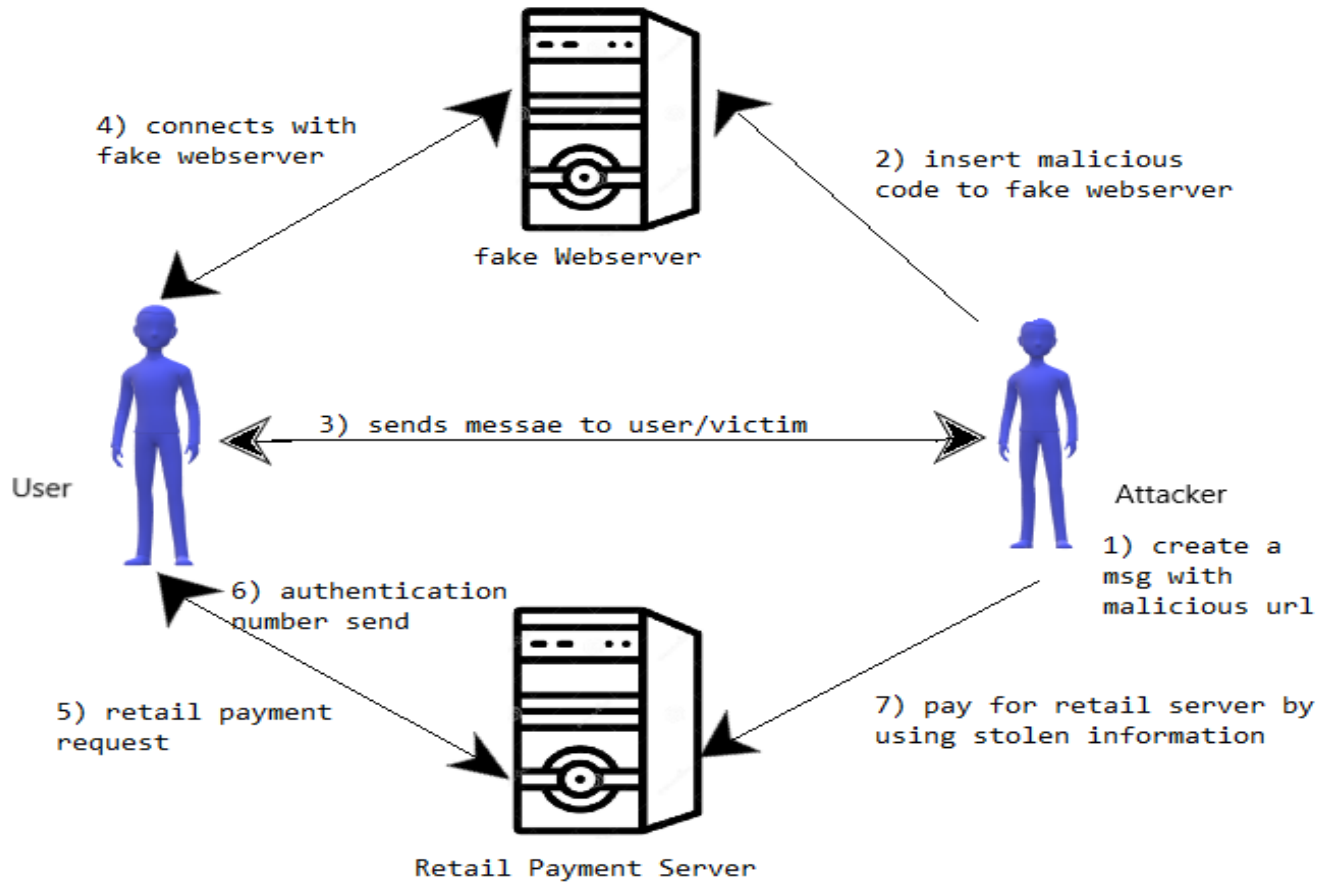 4) connects with
fake webserver
2) insert malicious
code to fake webserver
fake Webserver
3) sends messae to user/victim
User
Attacker
1) create a
msg with
malicious url
6) authentication
number send
5) retail payment
request
7) pay for retail server by
using stolen information
Retail Payment Server